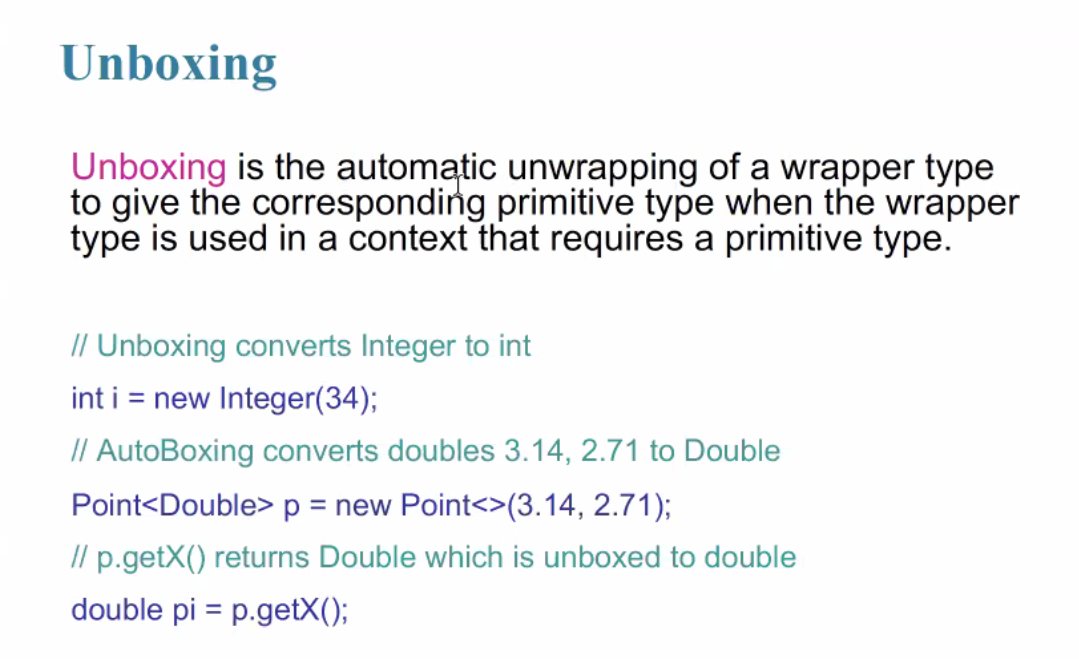 Unboxing
Unboxing is the automatic unwrapping of a wrapper type
to give the corresponding primitive type when the wrapper
type is used in a context that requires a primitive type.
// Unboxing converts Integer to int
int i = new Integer(34);
// AutoBoxing converts doubles 3.14, 2.71 to Double
Point<Double> p = new Point<>(3.14, 2.71);
// p.getX() returns Double which is unboxed to double
double pi = p.getX();